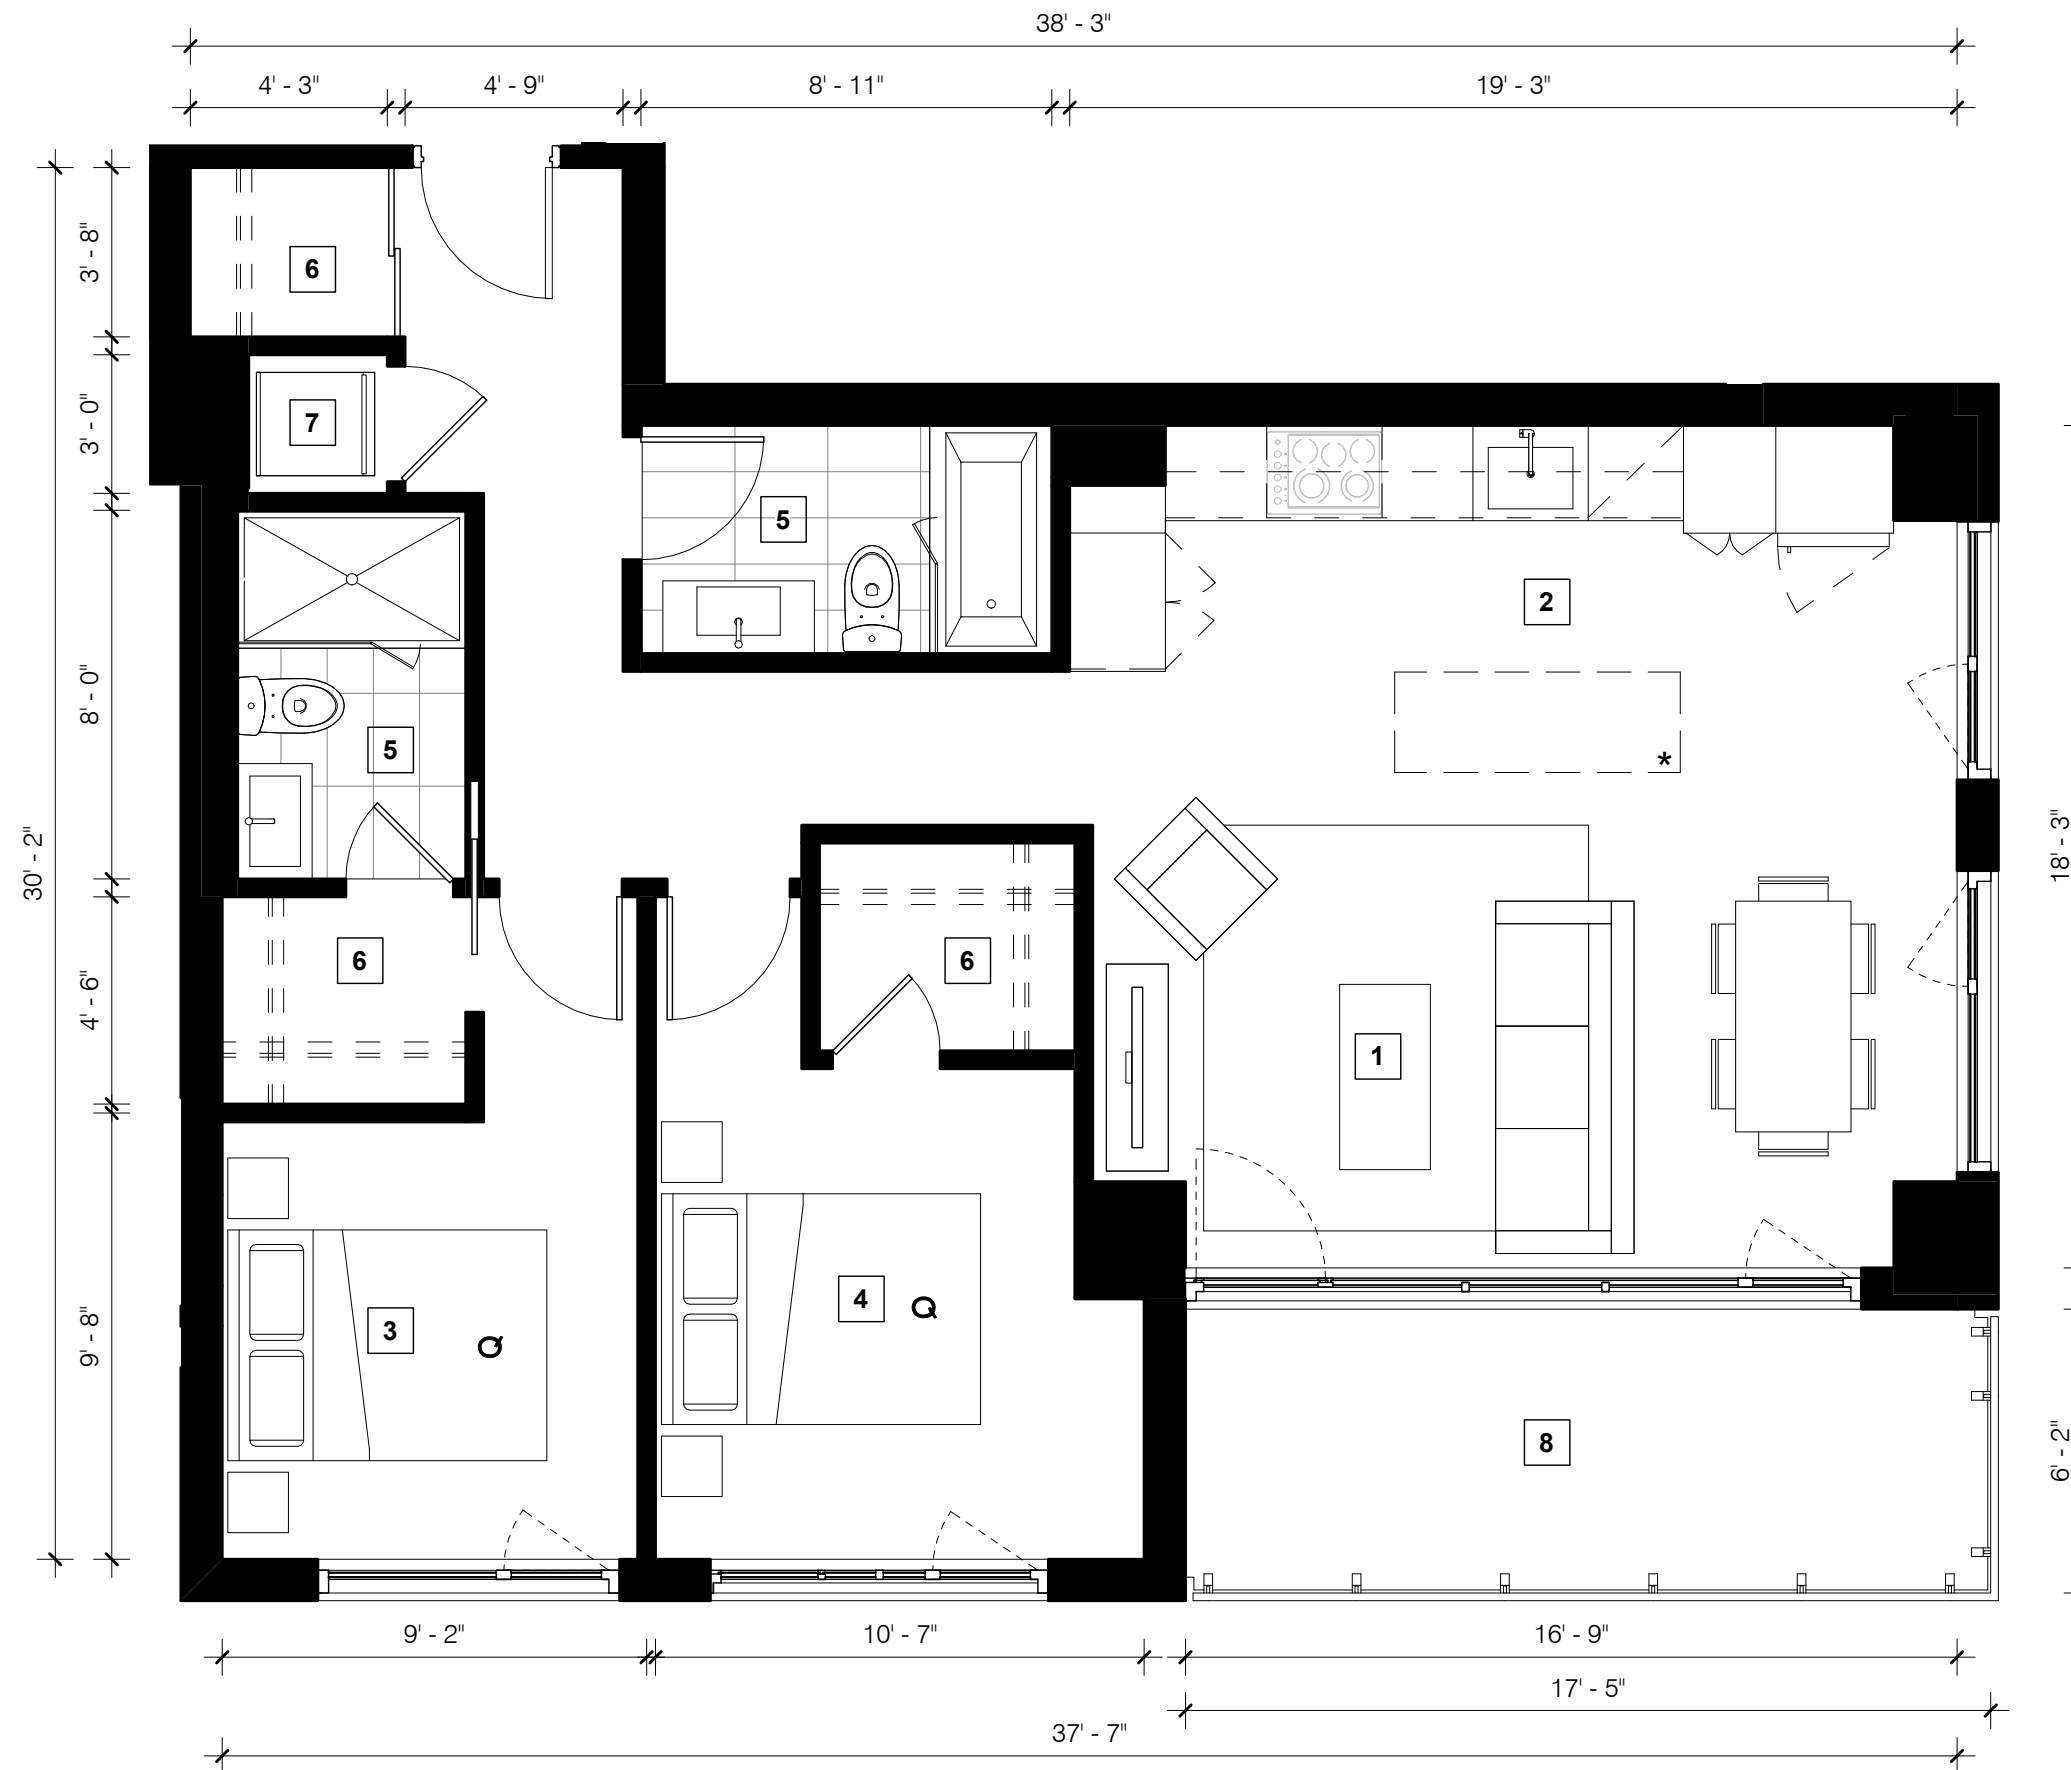 38' - 3"
4' - 3"
4' - 9"
8' - 11"
19' - 3"
30' - 2"
3' - 8"
3' - 0"
8' - 0"
4' - 6"
9' - 8"
6
7
5
5
2
*
6
6
1
3
Q
4
Q
8
18' - 3"
6' - 2"
9' - 2"
10' - 7"
16' - 9"
17' - 5"
37' - 7"